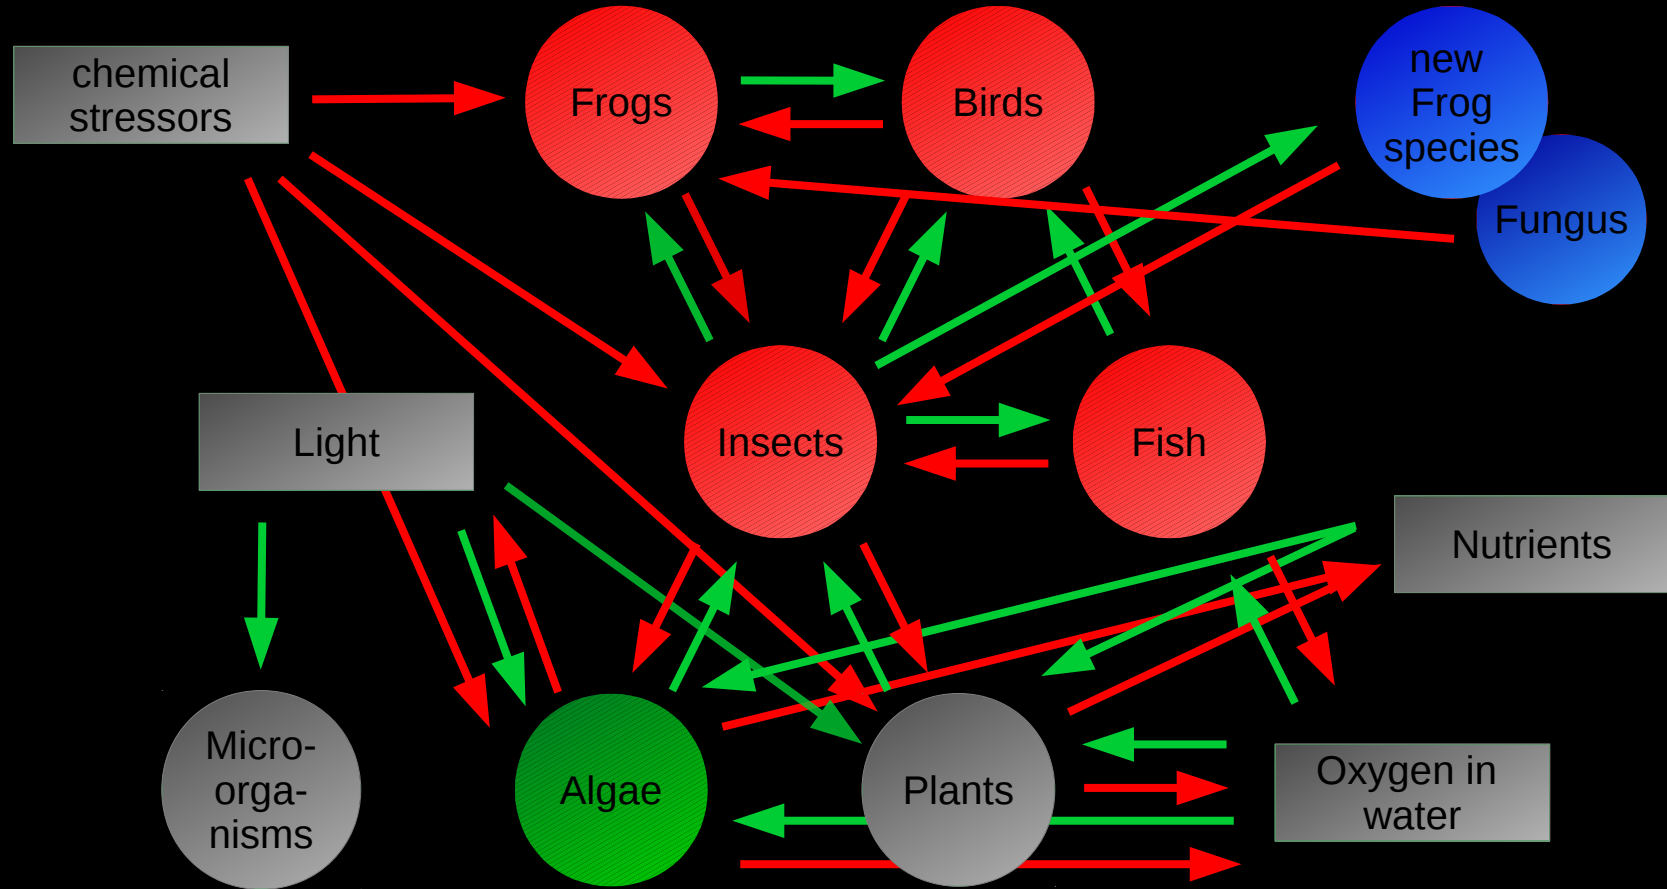 chemical
stressors
Frogs
Birds
new
Frog
species
Fungus
Light
Insects
Fish
Nutrients
Micro-
orga-
nisms
Algae
Plants
Oxygen in
water